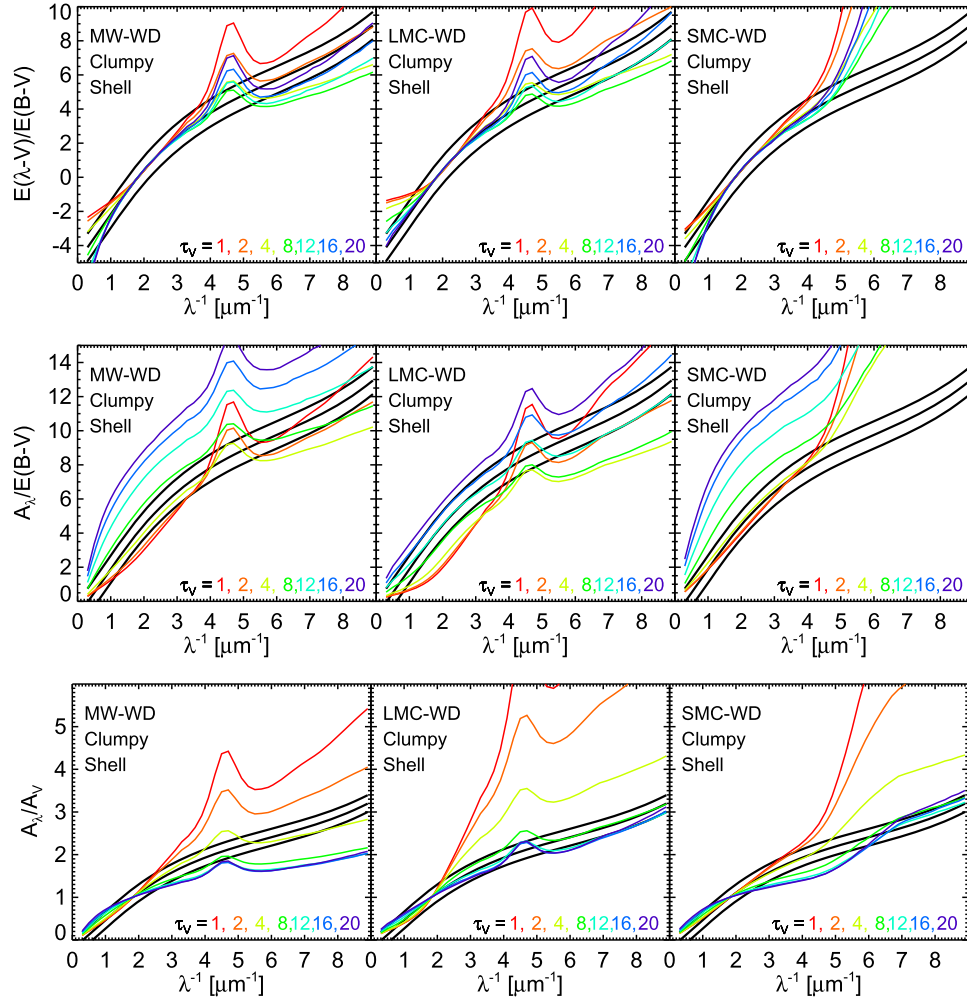 10
8
6
4
2
0
-2
-4
E(λ-V)/E(B-V)
MW-WD
Clumpy
Shell
τV = 1, 2, 4, 8,12,16,20
LMC-WD
Clumpy
Shell
τV = 1, 2, 4, 8,12,16,20
SMC-WD
Clumpy
Shell
0 1 2 3 4 5 6 7 8 0 1 2 3 4 5 6 7 8 0 1 2 3 4 5 6 7 8
λ-1 [μm-1] λ-1 [μm-1] λ-1 [μm-1]
14
12
10
8
6
4
2
0
Aλ/E(B-V)
MW-WD
Clumpy
Shell
τV = 1, 2, 4, 8,12,16,20
LMC-WD
Clumpy
Shell
τV = 1, 2, 4, 8,12,16,20
SMC-WD
Clumpy
Shell
τV = 1, 2, 4, 8,12,16,20
0 1 2 3 4 5 6 7 8 0 1 2 3 4 5 6 7 8 0 1 2 3 4 5 6 7 8
λ-1 [μm-1] λ-1 [μm-1] λ-1 [μm-1]
5
4
3
2
1
0
Aλ/AV
MW-WD
Clumpy
Shell
τV = 1, 2, 4, 8,12,16,20
LMC-WD
Clumpy
Shell
τV = 1, 2, 4, 8,12,16,20
SMC-WD
Clumpy
Shell
τV = 1, 2, 4, 8,12,16,20
0 1 2 3 4 5 6 7 8 0 1 2 3 4 5 6 7 8 0 1 2 3 4 5 6 7 8
λ-1 [μm-1] λ-1 [μm-1] λ-1 [μm-1]